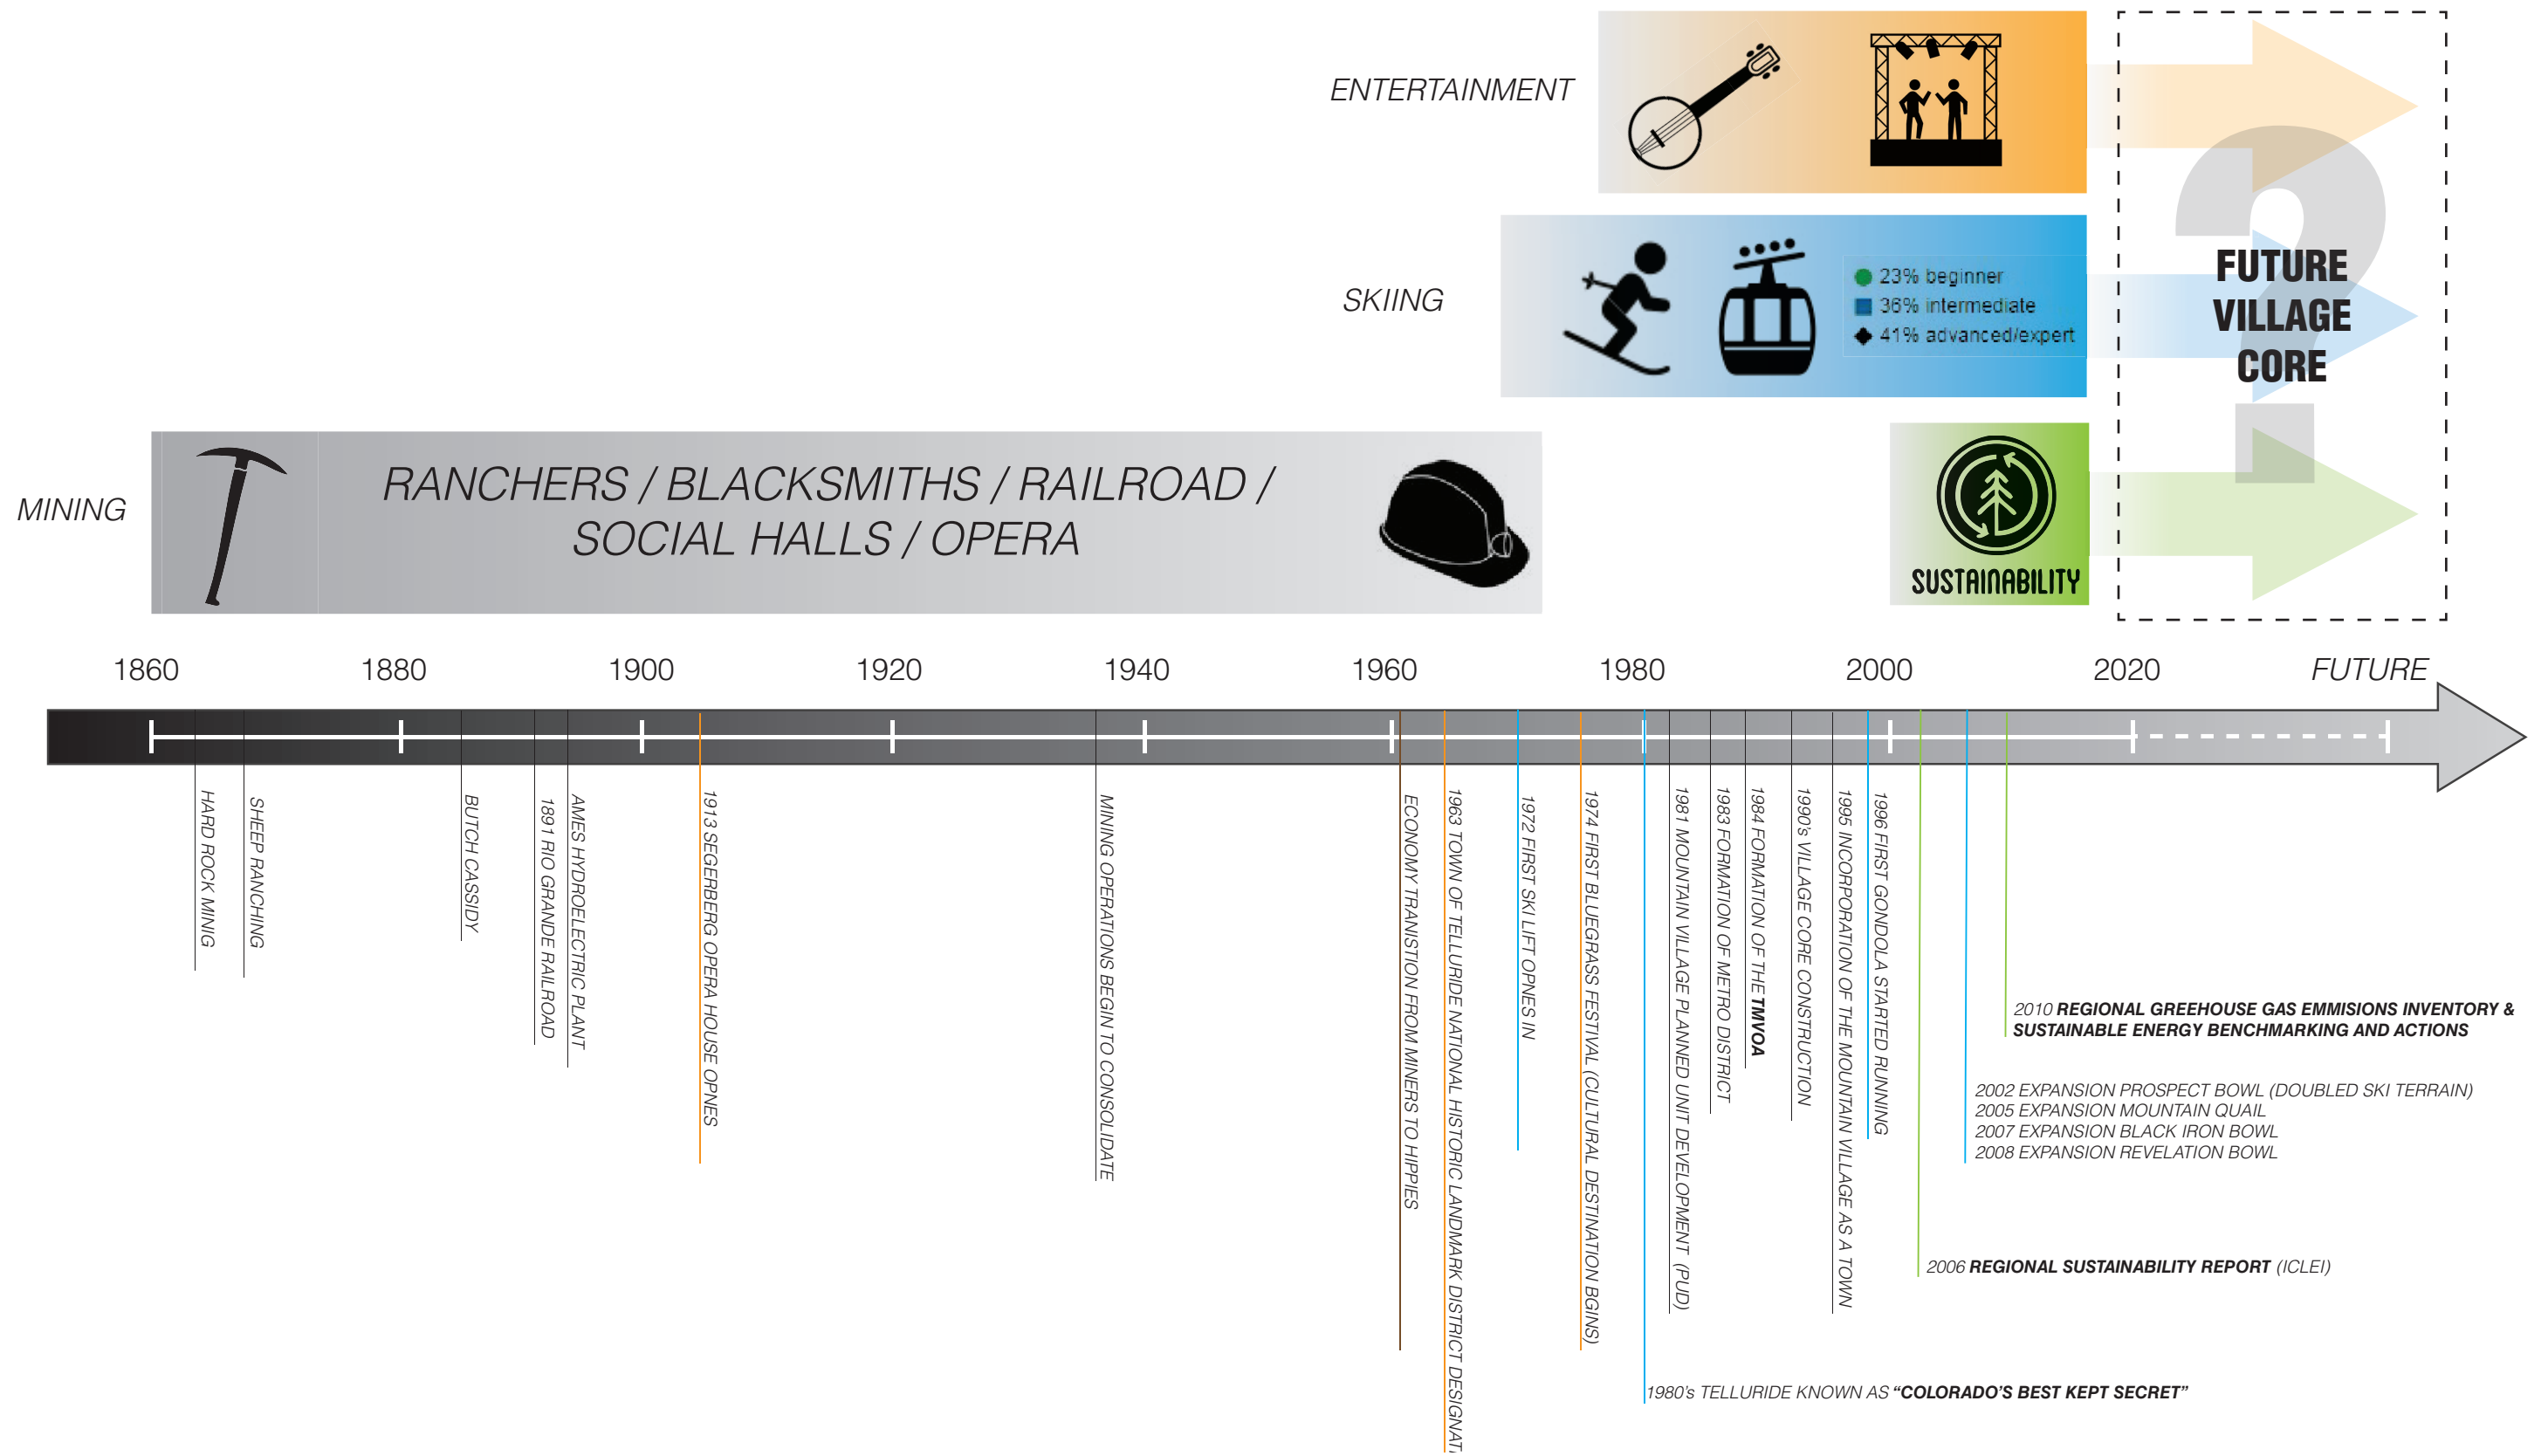 ENTERTAINMENT
SKIING
23% beginner
36% intermediate
41% advanced/expert
FUTURE
VILLAGE
CORE
?
MINING
RANCHERS / BLACKSMITHS / RAILROAD /
SOCIAL HALLS / OPERA
SUSTAINABILITY
1860
1880
1900
1920
1940
1960
1980
2000
2020
FUTURE
HARD ROCK MINIG
SHEEP RANCHING
BUTCH CASSIDY
1891 RIO GRANDE RAILROAD
AMES HYDROELECTRIC PLANT
1913 SEGERBERG OPERA HOUSE OPNES
MINING OPERATIONS BEGIN TO CONSOLIDATE
ECONOMY TRANISTION FROM MINERS TO HIPPIES
1963 TOWN OF TELLURIDE NATIONAL HISTORIC LANDMARK DISTRICT DESIGNAT
1972 FIRST SKI LIFT OPNES IN
1974 FIRST BLUEGRASS FESTIVAL (CULTURAL DESTINATION BGINS)
1981 MOUNTAIN VILLAGE PLANNED UNIT DEVELOPMENT (PUD)
1983 FORMATION OF METRO DISTRICT
1984 FORMATION OF THE TMVOA
1990's VILLAGE CORE CONSTRUCTION
1995 INCORPORATION OF THE MOUNTAIN VILLAGE AS A TOWN
1996 FIRST GONDOLA STARTED RUNNING
2010 REGIONAL GREEHOUSE GAS EMMISIONS INVENTORY &
SUSTAINABLE ENERGY BENCHMARKING AND ACTIONS
2002 EXPANSION PROSPECT BOWL (DOUBLED SKI TERRAIN)
2005 EXPANSION MOUNTAIN QUAIL
2007 EXPANSION BLACK IRON BOWL
2008 EXPANSION REVELATION BOWL
2006 REGIONAL SUSTAINABILITY REPORT (ICLEI)
1980's TELLURIDE KNOWN AS “COLORADO'S BEST KEPT SECRET”